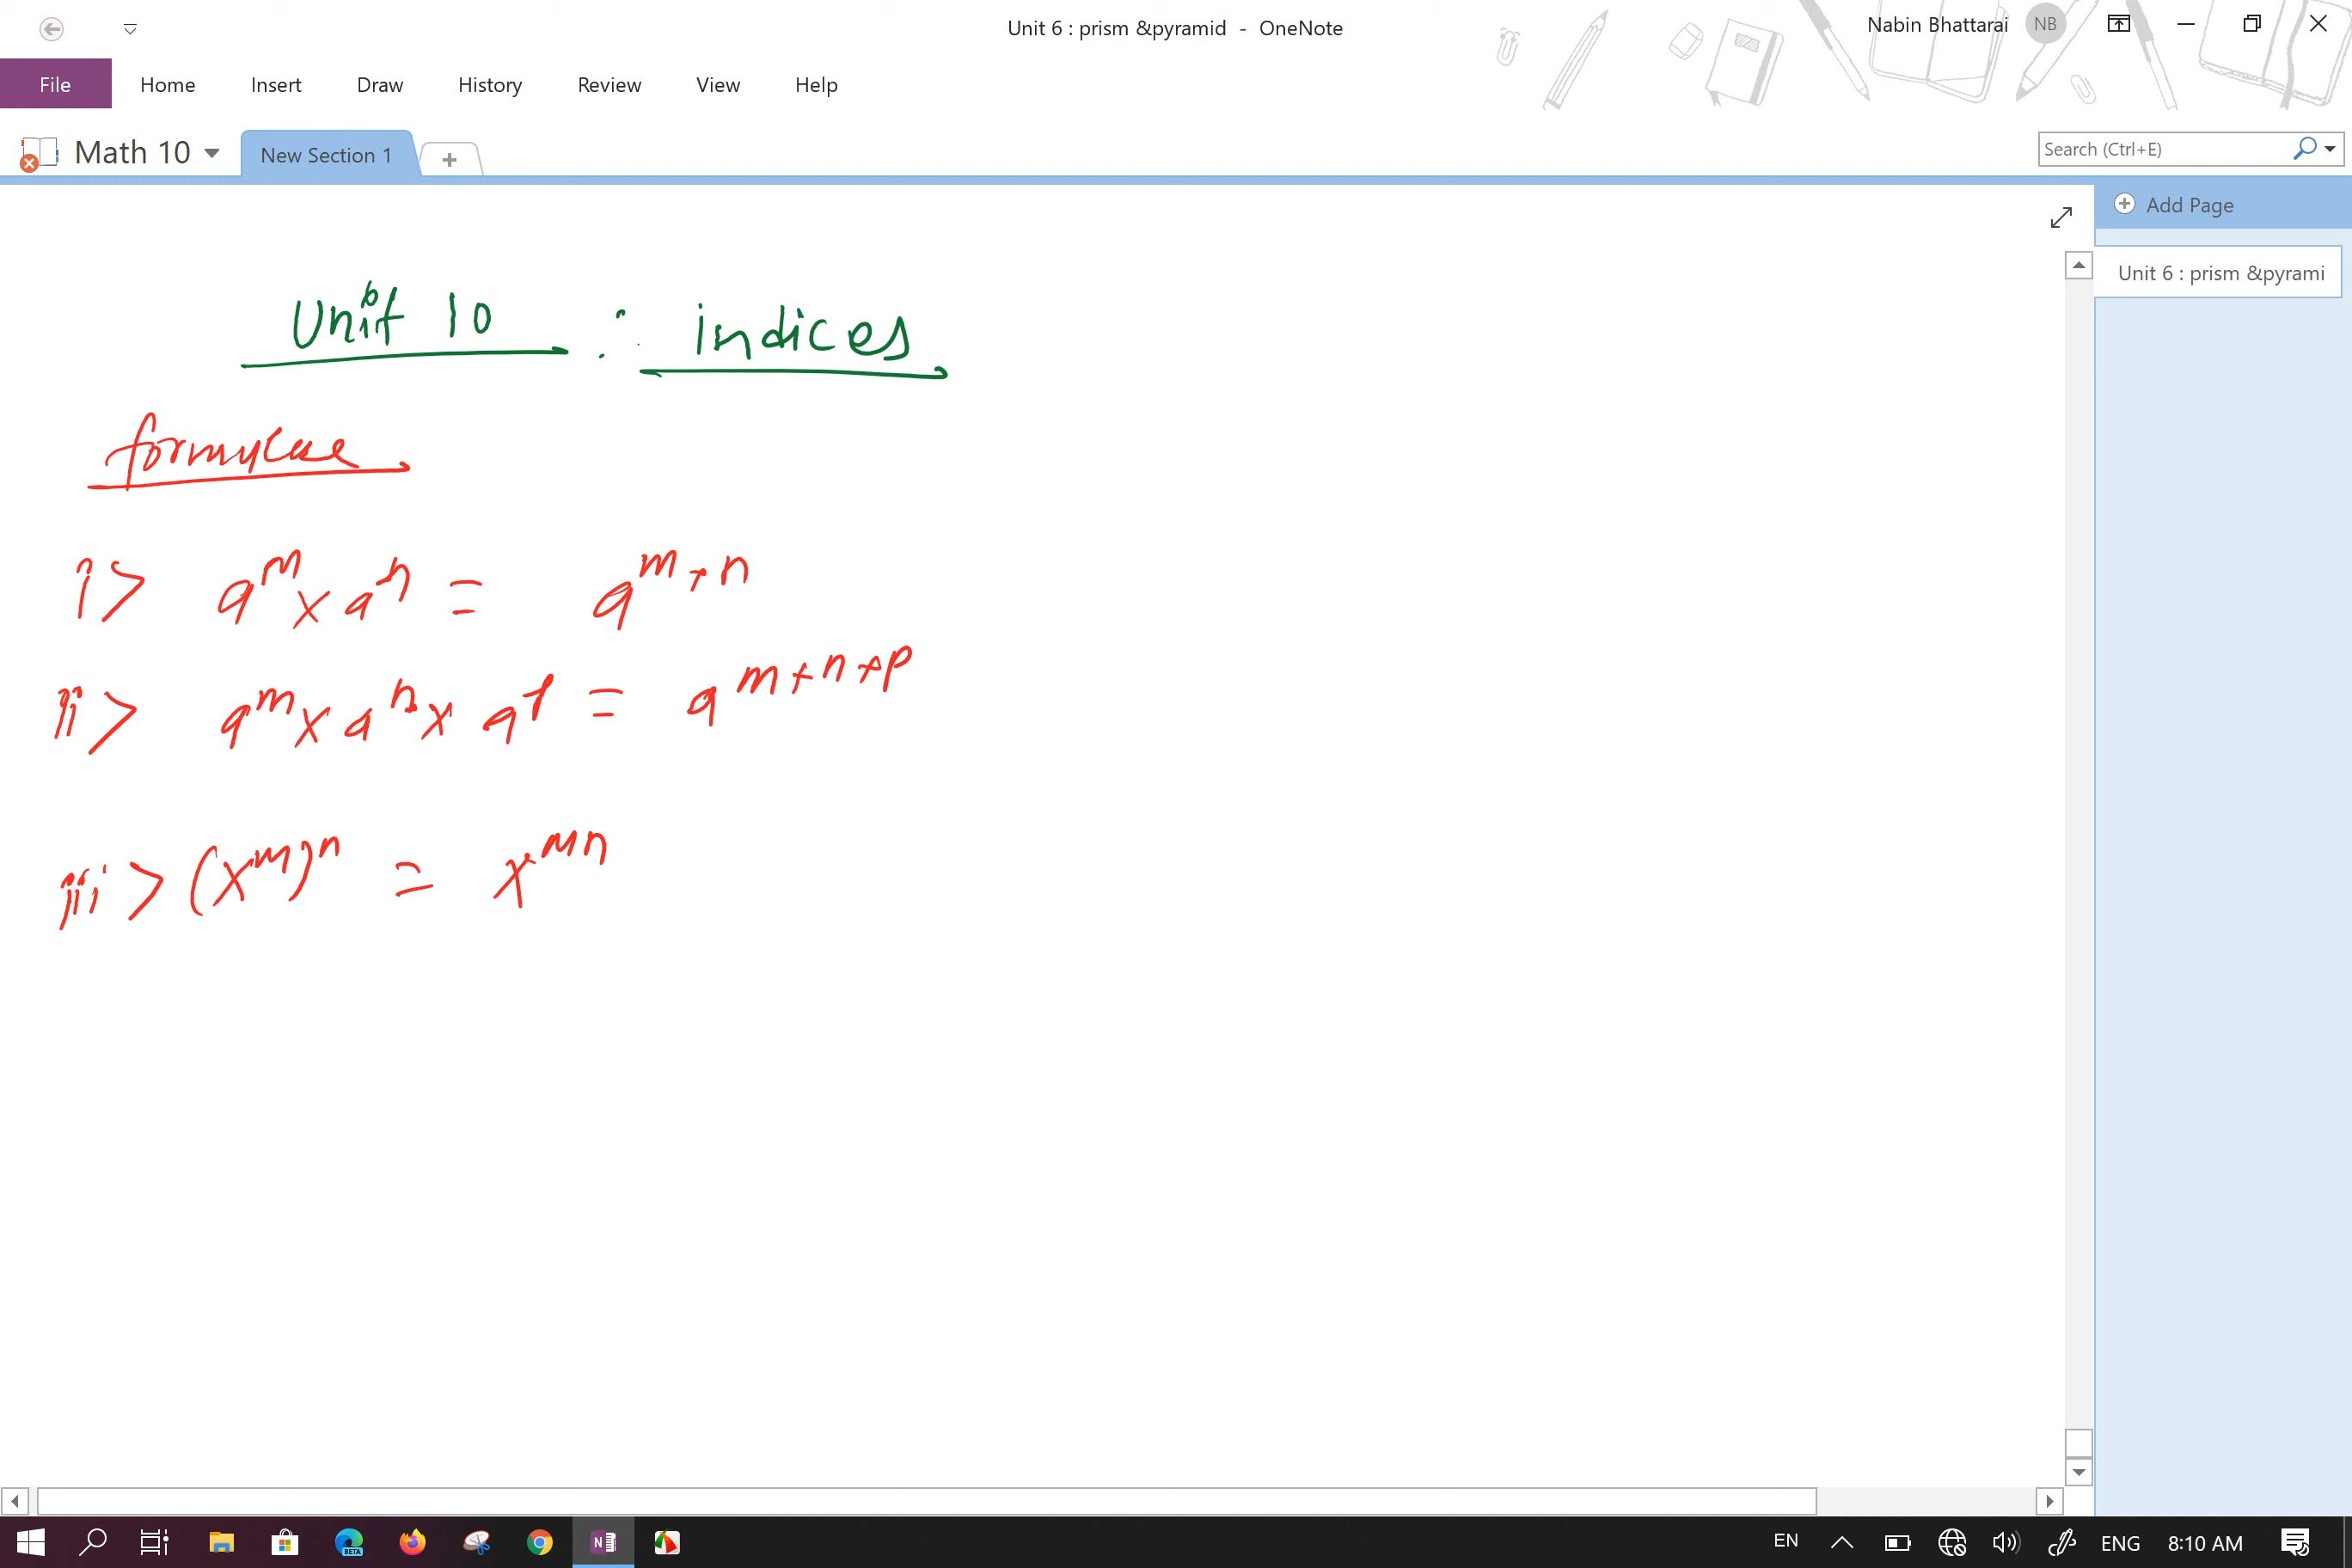 Unit 6 : prism &pyramid - OneNote
Nabin Bhattarai NB
File Home Insert Draw History Review View Help
Math 10 New Section 1 +
Search (Ctrl+E)
Add Page
Unit 6 : prism &pyrami
Unit 10 : indices
formulae
i> a^m × a^n = a^{m+n}
ii> a^m × a^n × a^p = a^{m+n+p}
iii> (x^m)^n = x^{mn}
BETA N EN ENG 8:10 AM